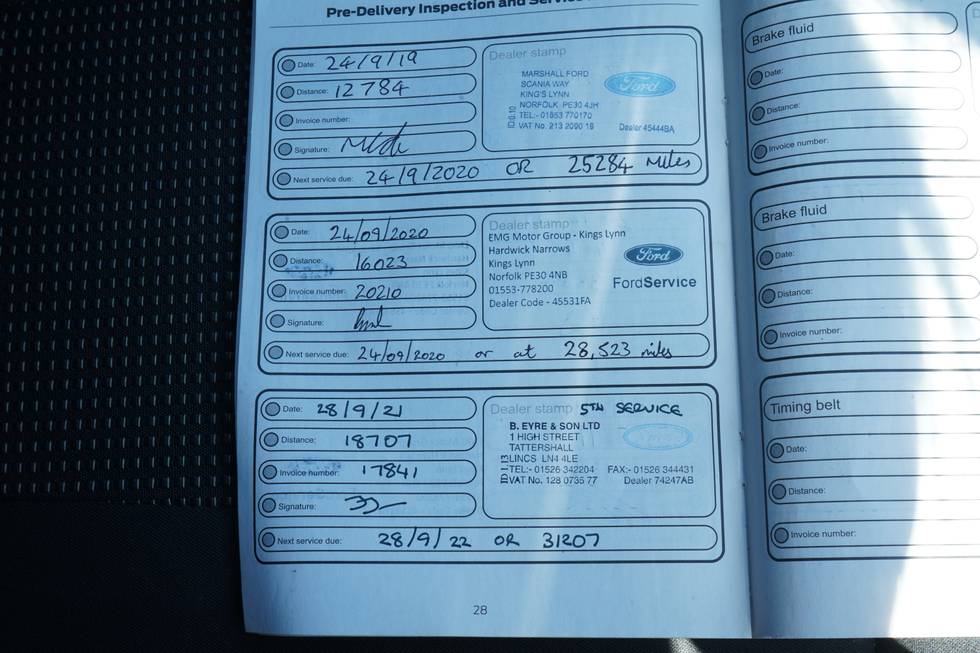 Pre-Delivery Inspection and
Date: 24/9/19
Distance: 12784
Invoice number:
Signature:
Next service due: 24/9/2020 OR 25284 Miles
Dealer stamp
MARSHALL FORD
SCANIA WAY
KING'S LYNN
NORFOLK PE30 4JH
TEL:- 01553 770170
VAT No. 213 2090 18
Dealer 45444BA
ID 0.10
Ford
Date: 24/09/2020
Distance: 16023
Invoice number: 20210
Signature:
Next service due: 24/09/2020 or at 28,523 miles
Dealer stamp
EMG Motor Group - Kings Lynn
Hardwick Narrows
Kings Lynn
Norfolk PE30 4NB
01553-778200
Dealer Code - 45531FA
Ford
FordService
Date: 28/9/21
Distance: 18707
Invoice number: 17841
Signature:
Next service due: 28/9/22 OR 31207
Dealer stamp 5TH SERVICE
B. EYRE & SON LTD
1 HIGH STREET
TATTERSHALL
LINCS LN4 4LE
TEL:- 01526 342204 FAX:- 01526 344431
VAT No. 128 0735 77 Dealer 74247AB
28
Brake fluid
Date:
Distance:
Invoice number:
Brake fluid
Date:
Distance:
Invoice number:
Timing belt
Date:
Distance:
Invoice number: